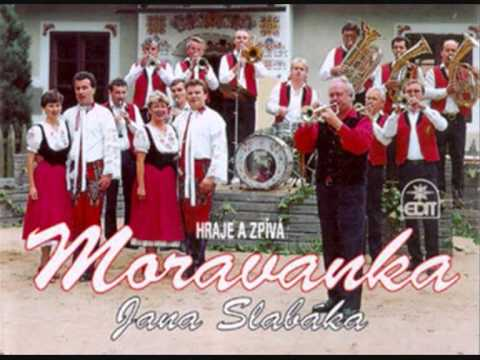 EDIT
HRAJE A ZPÍVÁ
Moravanka
Jana Slabáka